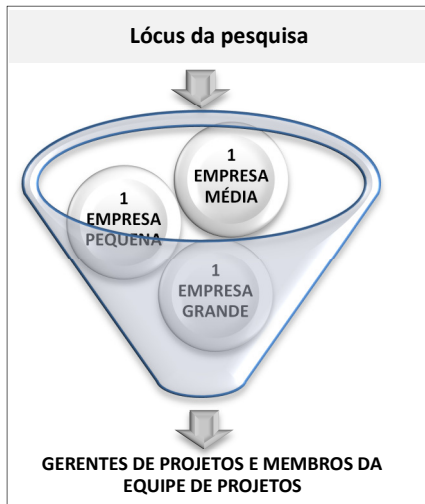 Lócus da pesquisa
1
EMPRESA
MÉDIA
1
EMPRESA
PEQUENA
1
EMPRESA
GRANDE
GERENTES DE PROJETOS E MEMBROS DA
EQUIPE DE PROJETOS